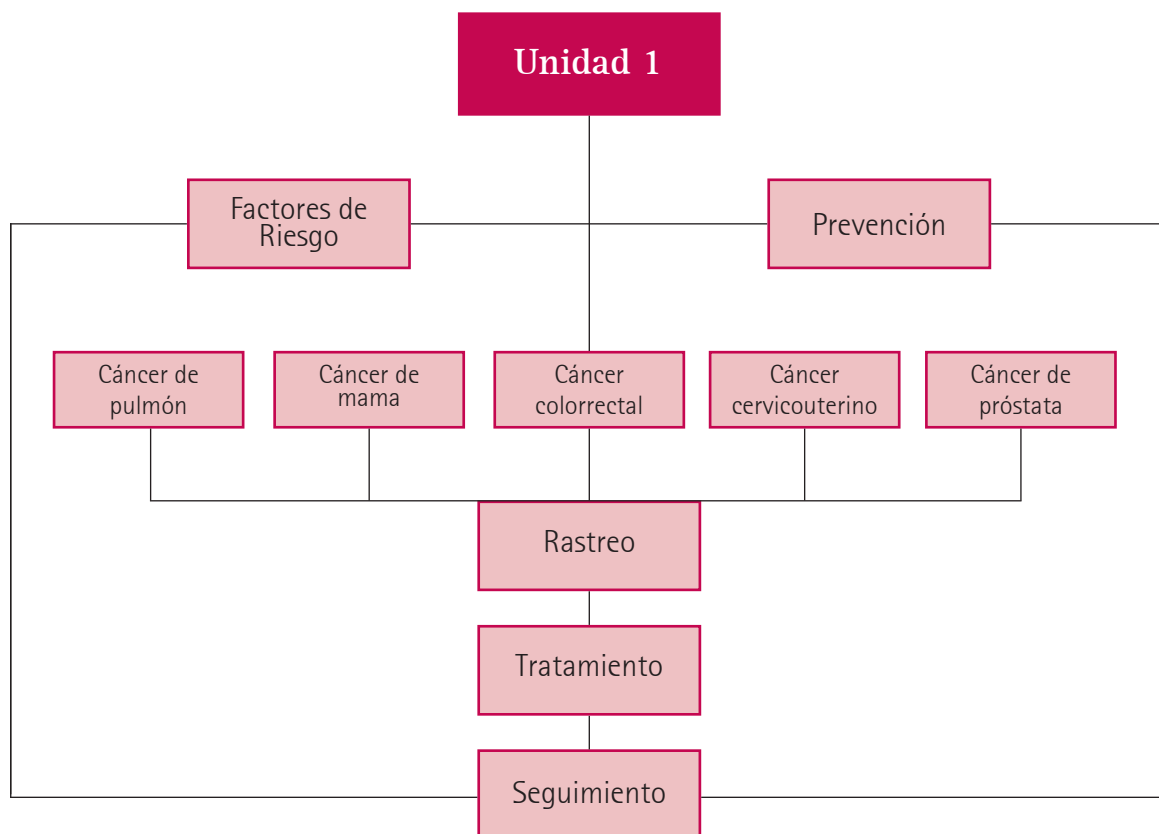 Unidad 1
Factores de
Riesgo
Prevención
Cáncer de
pulmón
Cáncer de
mama
Cáncer
colorrectal
Cáncer
cervicouterino
Cáncer de
próstata
Rastreo
Tratamiento
Seguimiento